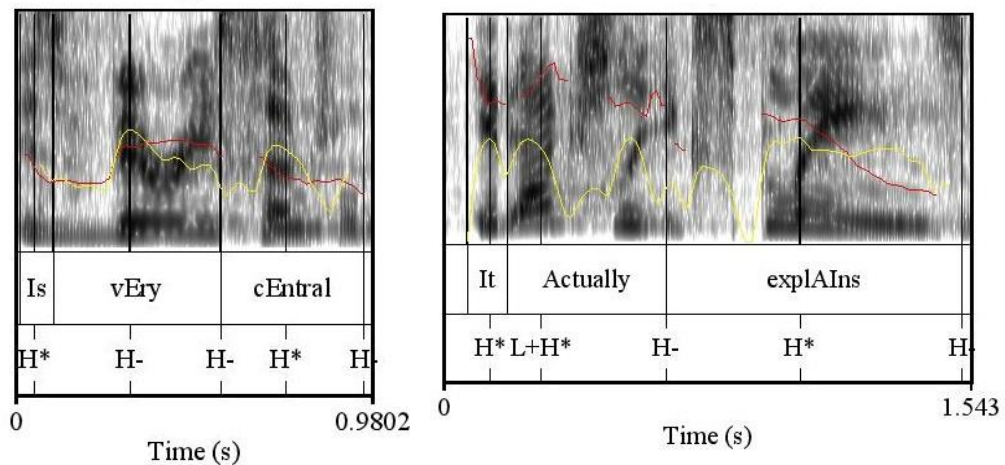 Is vEry cEntral
H* H- H- H* H-
0 0.9802
Time (s)
It Actually explAIns
H* L+H* H- H* H-
0 1.543
Time (s)